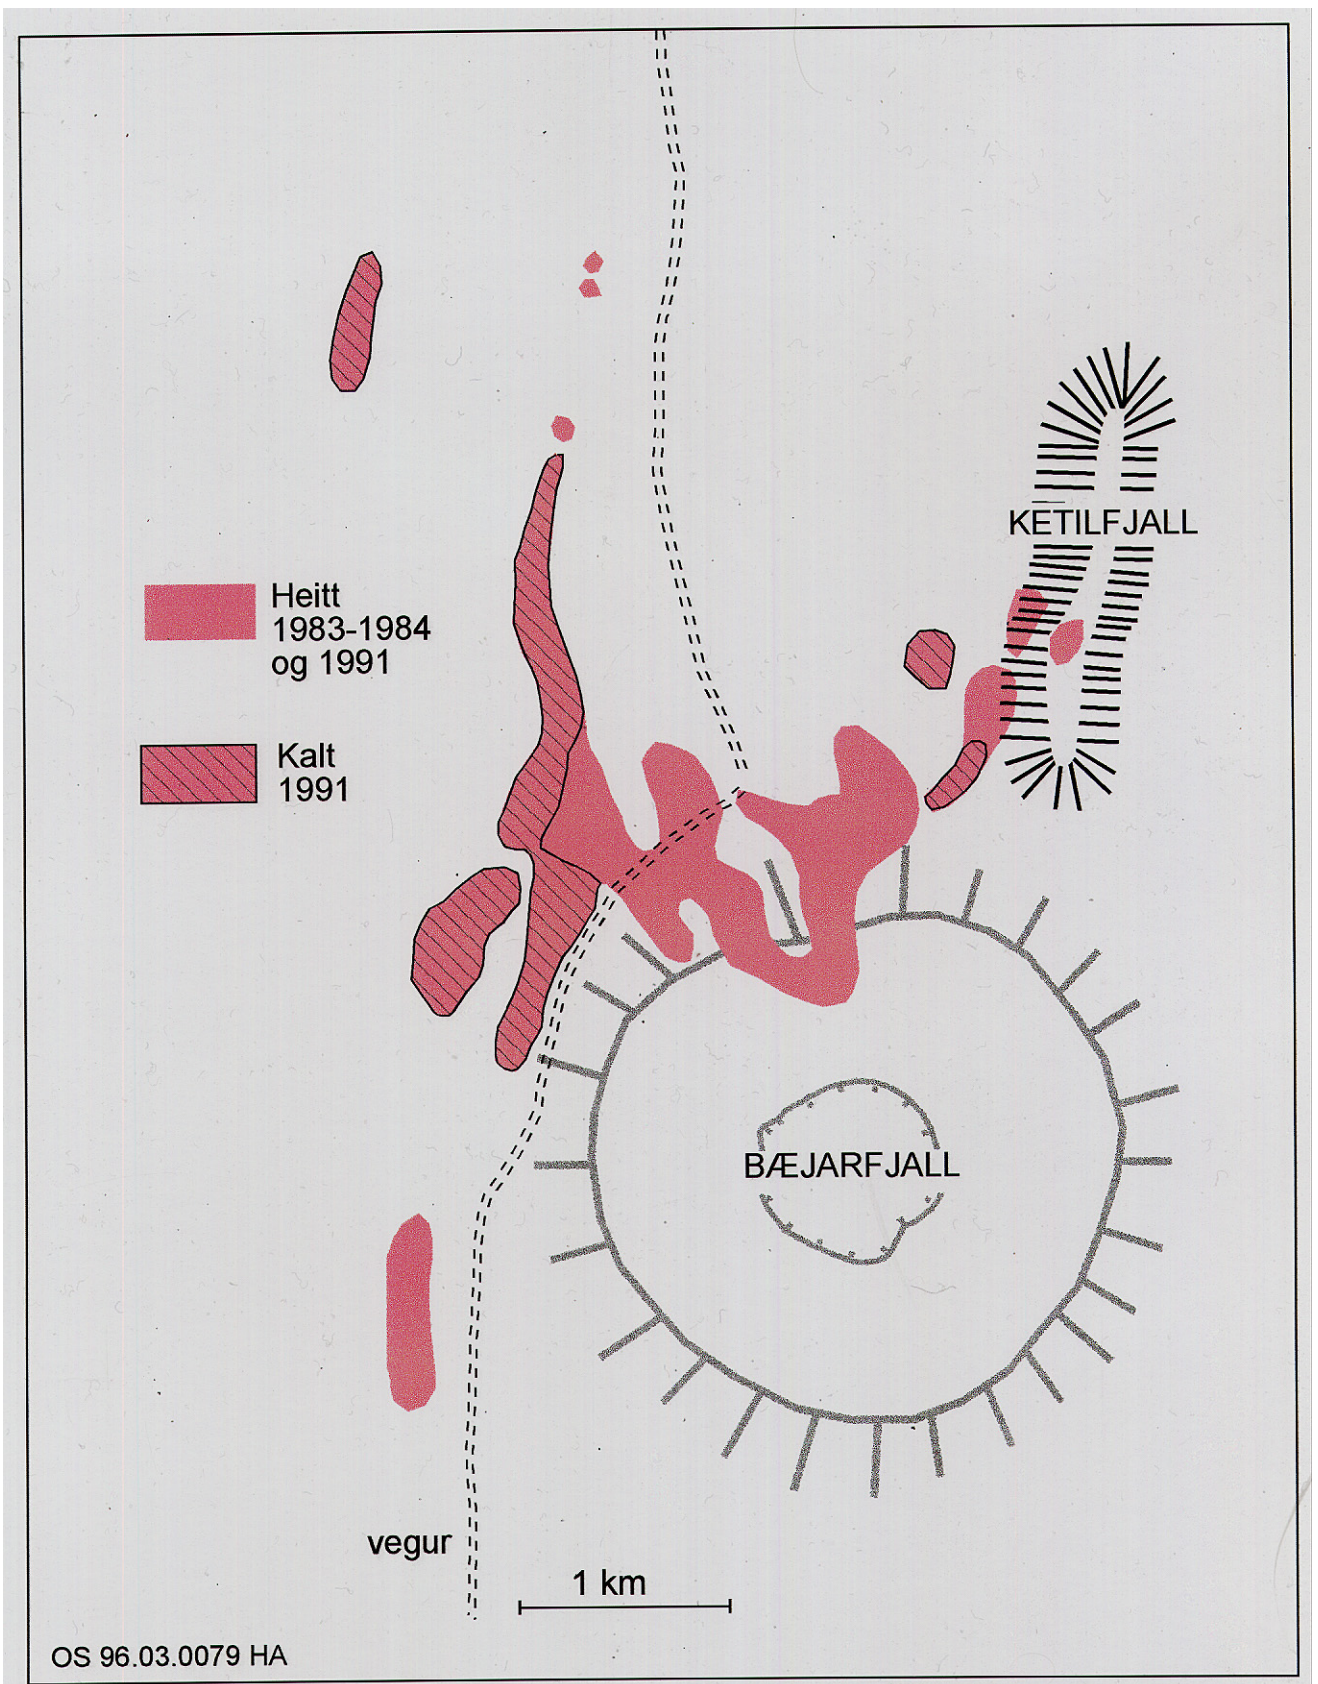 KETILFJALL
Heitt
1983-1984
og 1991
Kalt
1991
BÆJARFJALL
vegur
1 km
OS 96.03.0079 HA